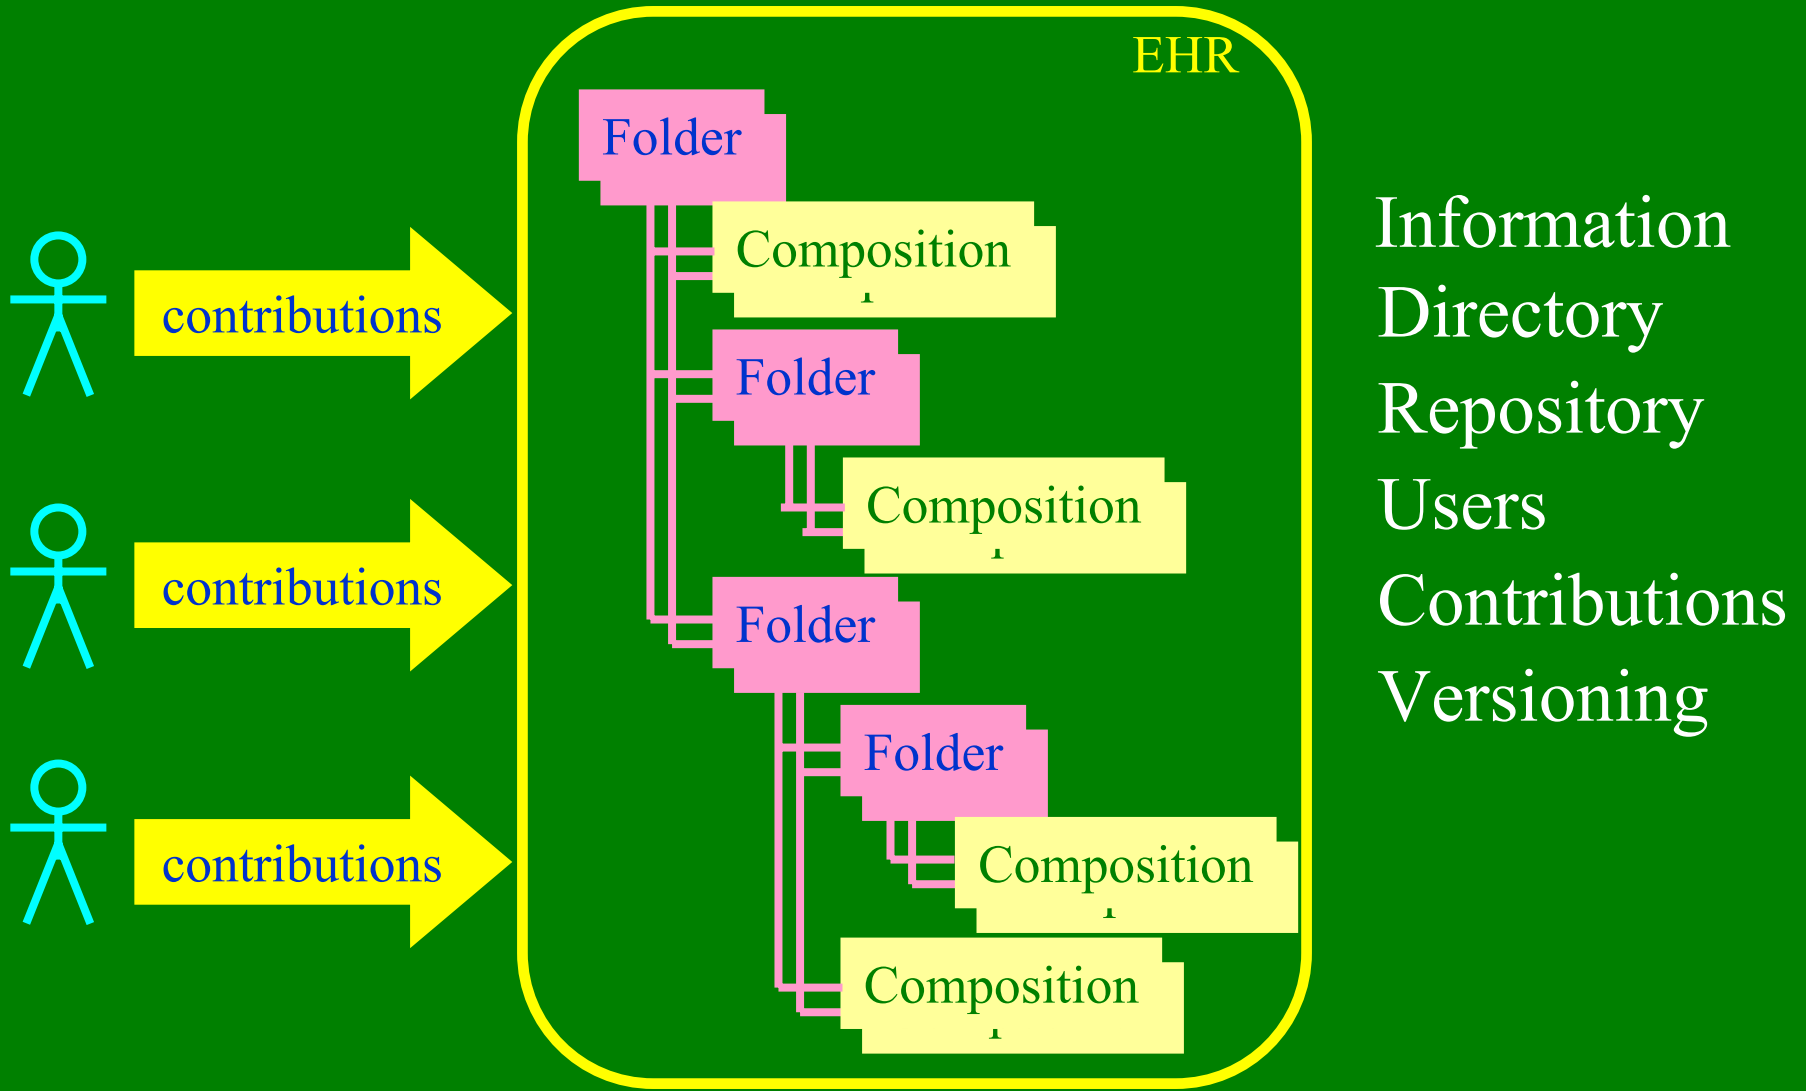 EHR
Folder
Composition
Folder
Composition
Folder
Folder
Composition
Composition
contributions
contributions
contributions
Information
Directory
Repository
Users
Contributions
Versioning